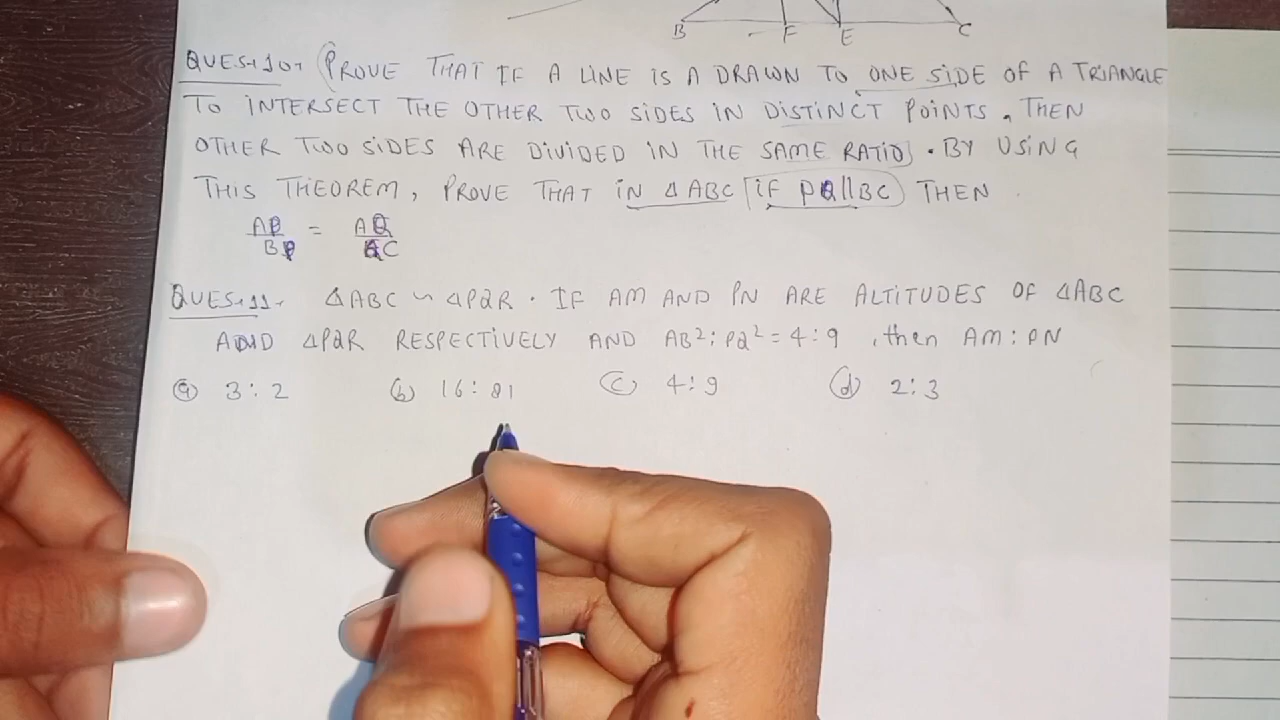 B F E C
QUES.10. PROVE THAT IF A LINE IS A DRAWN TO ONE SIDE OF A TRIANGLE
TO INTERSECT THE OTHER TWO SIDES IN DISTINCT POINTS. THEN
OTHER TWO SIDES ARE DIVIDED IN THE SAME RATIO. BY USING
THIS THEOREM, PROVE THAT IN ΔABC IF PQ||BC THEN
AP/BP = AQ/QC
QUES.11. ΔABC ~ ΔPQR. IF AM AND PN ARE ALTITUDES OF ΔABC
AND ΔPQR RESPECTIVELY AND AB²:PQ²=4:9, then AM:PN
(a) 3:2 (b) 16:81 (c) 4:9 (d) 2:3